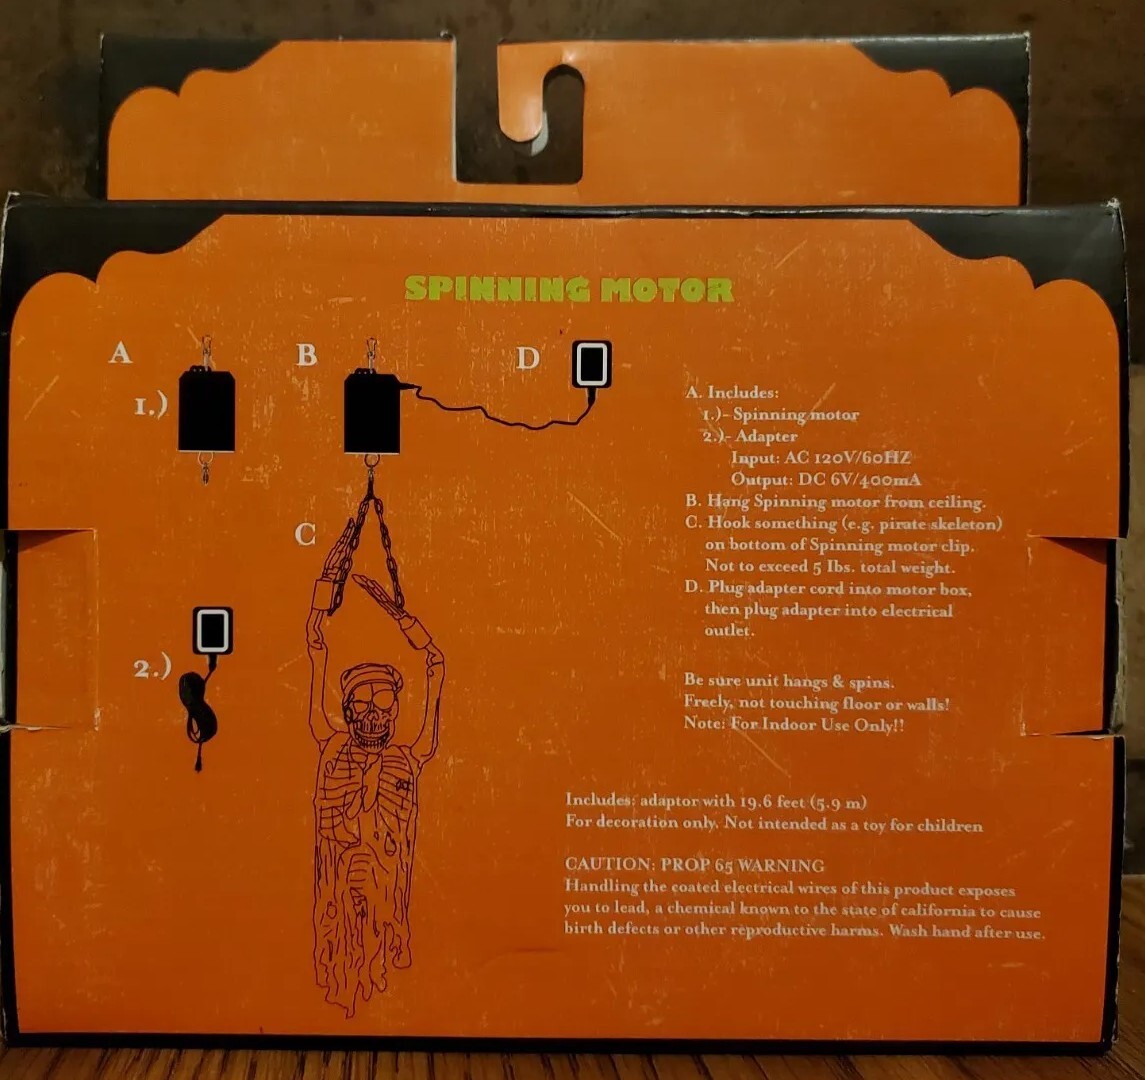 SPINNING MOTOR
A
B
D
1.)
C
2.)
A. Includes:
1.)- Spinning motor
2.)- Adapter
Input: AC 120V/60HZ
Output: DC 6V/400mA
B. Hang Spinning motor from ceiling.
C. Hook something (e.g. pirate skeleton)
on bottom of Spinning motor clip.
Not to exceed 5 Ibs. total weight.
D. Plug adapter cord into motor box,
then plug adapter into electrical
outlet.
Be sure unit hangs & spins.
Freely, not touching floor or walls!
Note: For Indoor Use Only!!
Includes: adaptor with 19.6 feet (5.9 m)
For decoration only. Not intended as a toy for children
CAUTION: PROP 65 WARNING
Handling the coated electrical wires of this product exposes
you to lead, a chemical known to the state of california to cause
birth defects or other reproductive harms. Wash hand after use.